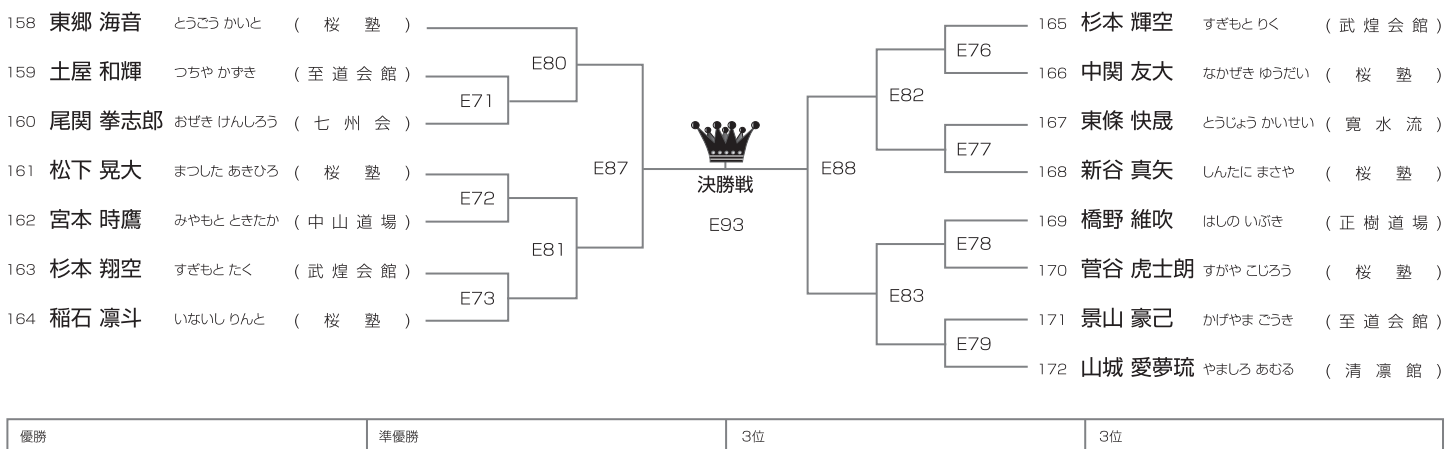 158 東郷 海音 とうごう かいと ( 桜 塾 )
159 土屋 和輝 つちや かずき ( 至 道 会 館 )
160 尾関 拳志郎 おぜき けんしろう ( 七 州 会 )
161 松下 晃大 まつした あきひろ ( 桜 塾 )
162 宮本 時鷹 みやもと ときたか ( 中 山 道 場 )
163 杉本 翔空 すぎもと たく ( 武 煌 会 館 )
164 稲石 凛斗 いないし りんと ( 桜 塾 )
E80
E71
E72
E81
E73
E87
決勝戦
E93
E88
E76
E82
E77
E78
E83
E79
165 杉本 輝空 すぎもと りく ( 武 煌 会 館 )
166 中関 友大 なかぜき ゆうだい ( 桜 塾 )
167 東條 快晟 とうじょう かいせい ( 寛 水 流 )
168 新谷 真矢 しんたに まさや ( 桜 塾 )
169 橋野 維吹 はしの いぶき ( 正 樹 道 場 )
170 菅谷 虎士朗 すがや こじろう ( 桜 塾 )
171 景山 豪己 かげやま ごうき ( 至 道 会 館 )
172 山城 愛夢琉 やましろ あむる ( 清 凛 館 )
優勝 準優勝 3位 3位